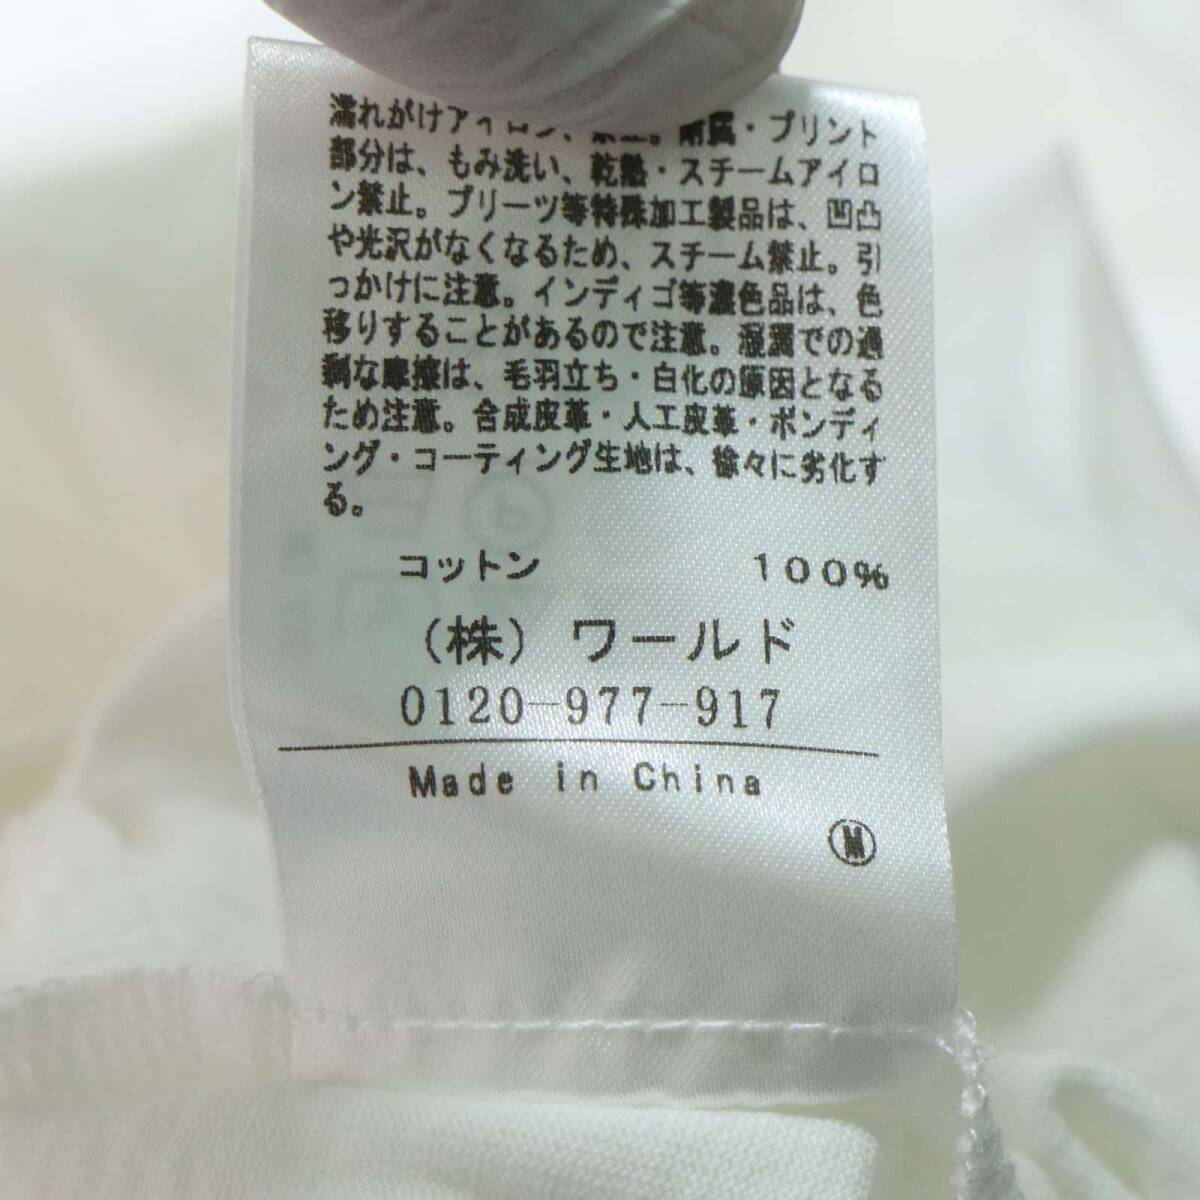 濡れがけアイロン、禁止。附属・プリント
部分は、もみ洗い、乾熱・スチームアイロ
ン禁止。プリーツ等特殊加工製品は、凹凸
や光沢がなくなるため、スチーム禁止。引
っかけに注意。インディゴ等濃色品は、色
移りすることがあるので注意。湿潤での過
剰な摩擦は、毛羽立ち・白化の原因となる
ため注意。合成皮革・人工皮革・ボンディ
ング・コーティング生地は、徐々に劣化す
る。
コットン 100%
（株）ワールド
0120-977-917
Made in China
M